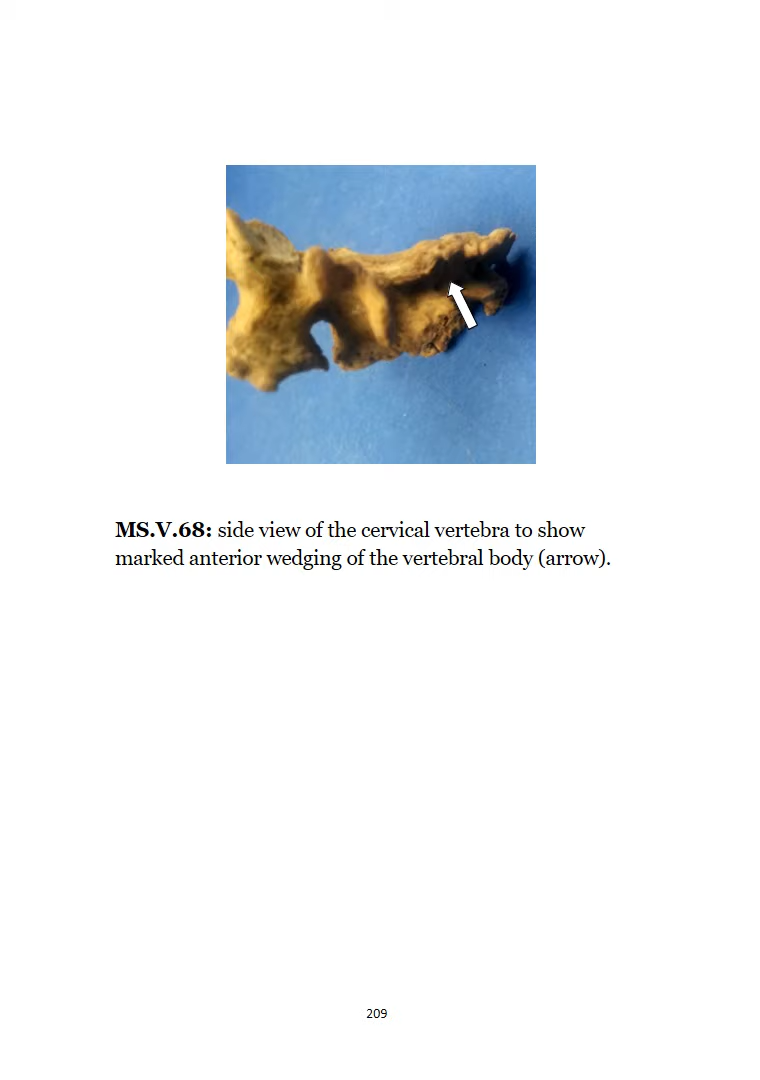 MS.V.68: side view of the cervical vertebra to show
marked anterior wedging of the vertebral body (arrow).
209